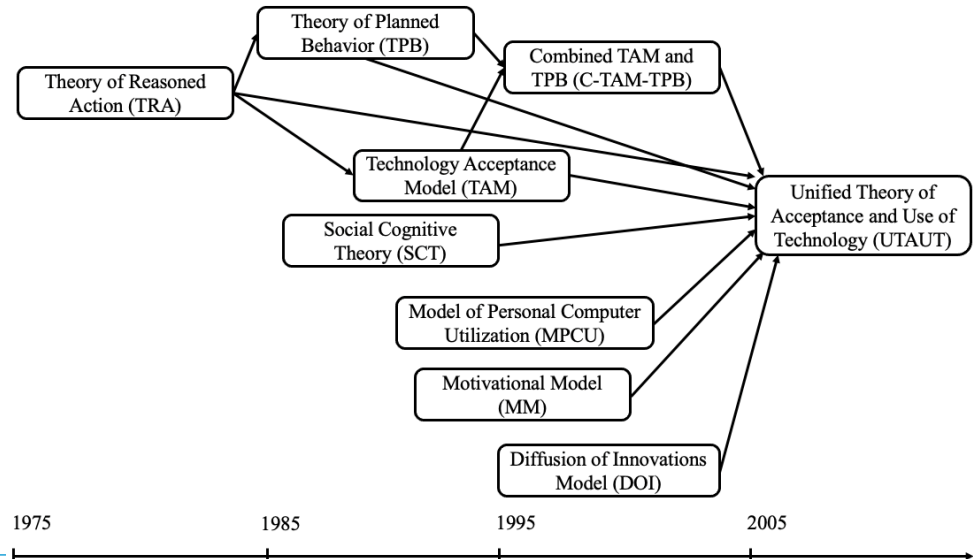 Theory of Planned
Behavior (TPB)
Combined TAM and
TPB (C-TAM-TPB)
Theory of Reasoned
Action (TRA)
Technology Acceptance
Model (TAM)
Unified Theory of
Acceptance and Use of
Technology (UTAUT)
Social Cognitive
Theory (SCT)
Model of Personal Computer
Utilization (MPCU)
Motivational Model
(MM)
Diffusion of Innovations
Model (DOI)
1975
1985
1995
2005